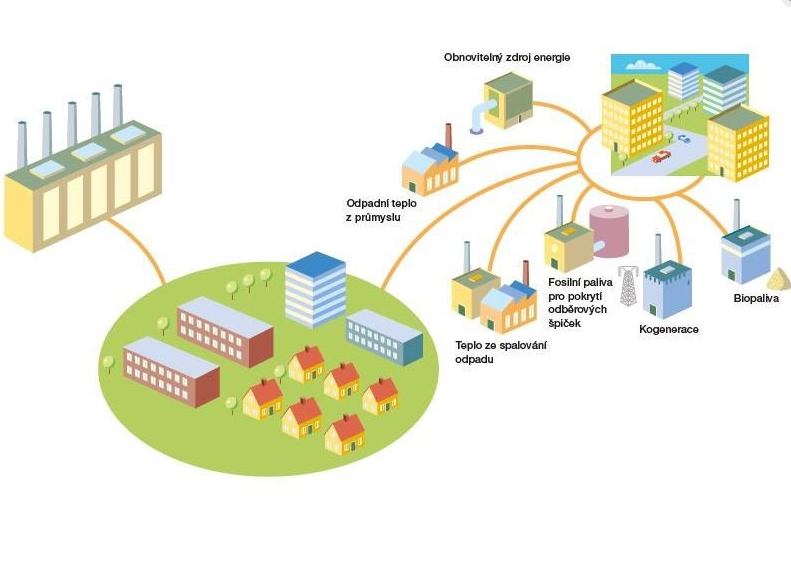 Obnovitelný zdroj energie
Odpadní teplo
z průmyslu
Fosilní paliva
pro pokrytí
odběrových
špiček
Teplo ze spalování
odpadu
Kogenerace
Biopaliva